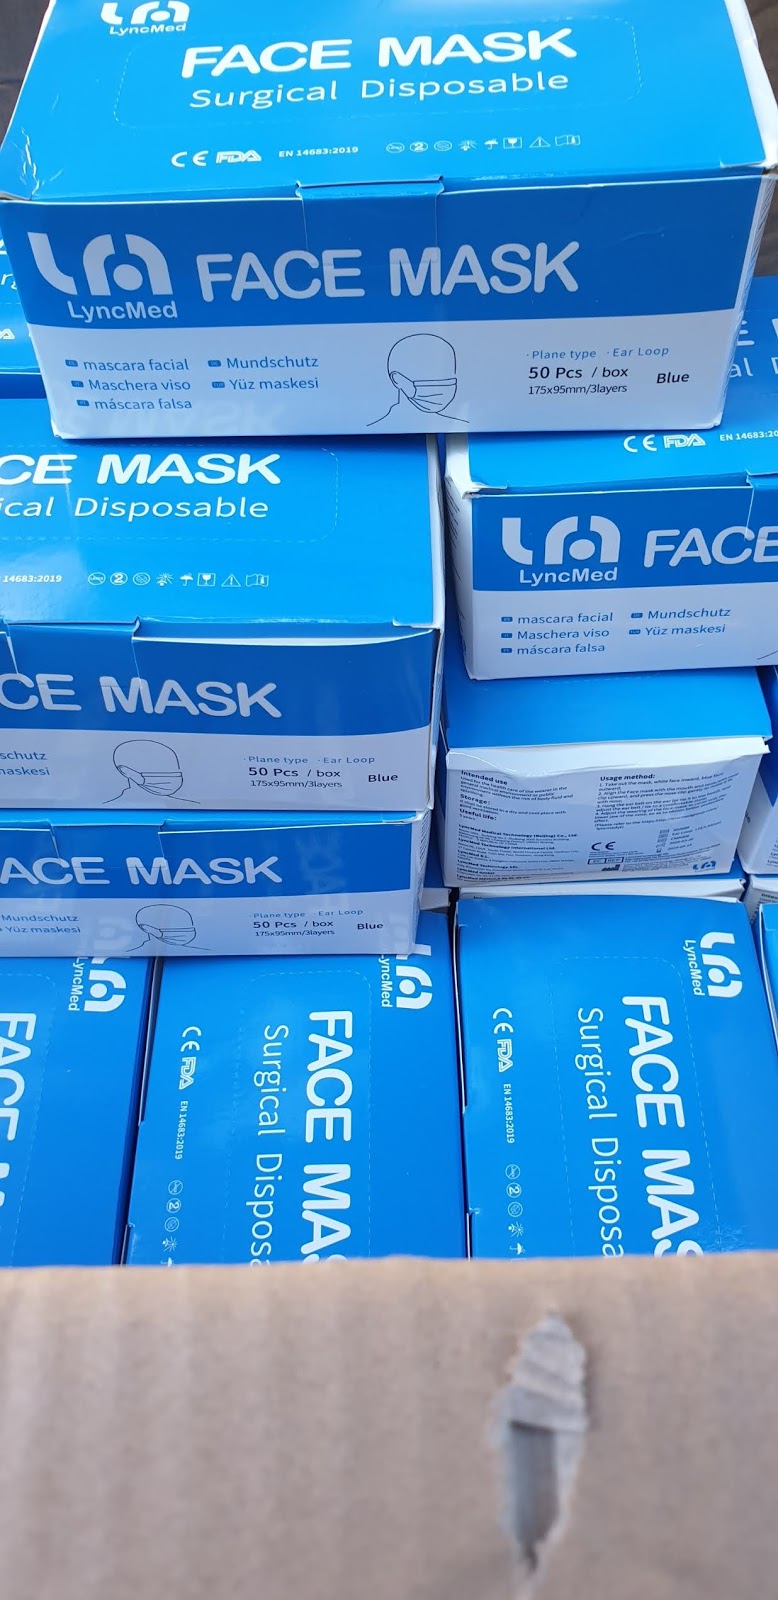 LyncMed
FACE MASK
Surgical Disposable
CE FDA EN 14683:2019
LyncMed
FACE MASK
mascara facial
Mundschutz
Maschera viso
Yüz maskesi
máscara falsa
·Plane type ·Ear Loop
50 Pcs / box
175x95mm/3layers
Blue
CE FDA EN 14683:20
CE MASK
ical Disposable
14683:2019
LyncMed
FACE
mascara facial
Mundschutz
Maschera viso
Yüz maskesi
máscara falsa
CE MASK
schutz
maskesi
·Plane type ·Ear Loop
50 Pcs / box
175x95mm/3layers
Blue
Intended use
Storage:
Useful life:
Usage method:
CE
ACE MASK
Mundschutz
Yüz maskesi
·Plane type ·Ear Loop
50 Pcs / box
175x95mm/3layers
Blue
LyncMed
FACE M
LyncMed
FACE MAS
Surgical Disposa
CE FDA EN 14683:2019
LyncMed
FACE MAS
Surgical Disposa
CE FDA EN 14683:2019